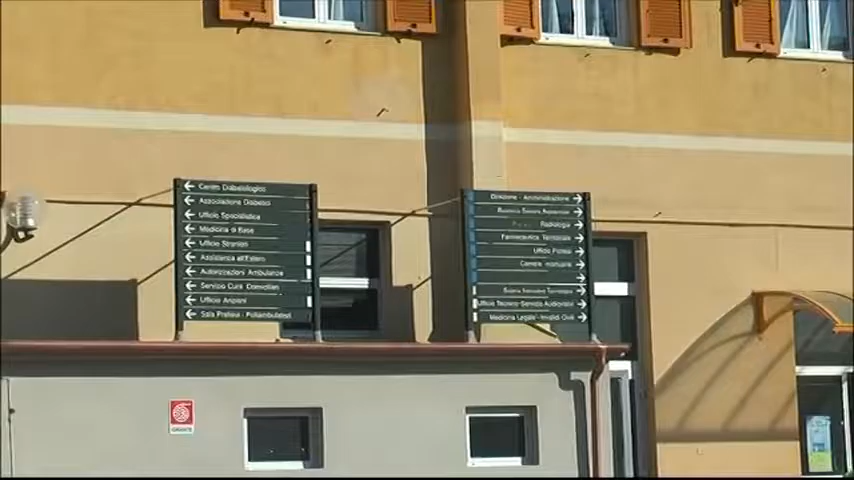 Centro Diabetologico
Associazione Diabetici
Ufficio Specialistica
Medicina di Base
Ufficio Stranieri
Assistenza all'Estero
Autorizzazioni Ambulanze
Servizio Cure Domiciliari
Ufficio Anziani
Sala Prelievi - Poliambulatori
Direzione - Amministrazione
Radiologia
Farmaceutica Territoriale
Ufficio Protesi
Camera mortuaria
Ufficio Tecnico-Servizio Audiovisivi
Medicina Legale - Invalidi Civili